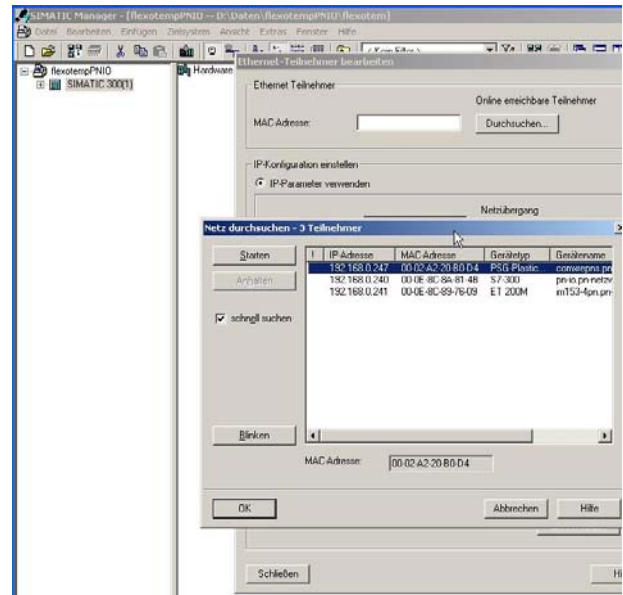 SIMATIC Manager - [flexotempPNIO -- D:\Daten\flexotempPNIO\flexotem]
Datei Bearbeiten Einfügen Zielsystem Ansicht Extras Fenster Hilfe
< Kein Filter >
flexotempPNIO
SIMATIC 300(1)
Hardware
Ethernet-Teilnehmer bearbeiten
Ethernet Teilnehmer
Online erreichbare Teilnehmer
MAC-Adresse:
Durchsuchen...
IP-Konfiguration einstellen
IP-Parameter verwenden
Netzübergang
Netz durchsuchen - 3 Teilnehmer
Starten
Anhalten
schnell suchen
Blinken
! IP-Adresse MAC-Adresse Gerätetyp Gerätename
192.168.0.247 00-02-A2-20-B0-D4 PSG-Plastic...
192.168.0.240 00-0E-8C-8A-81-4B S7-300 pn-io.pn-netzw
192.168.0.241 00-0E-8C-89-76-09 ET 200M im153-4pn.pn-
MAC-Adresse: 00-02-A2-20-B0-D4
OK
Abbrechen
Hilfe
Schließen
Hi